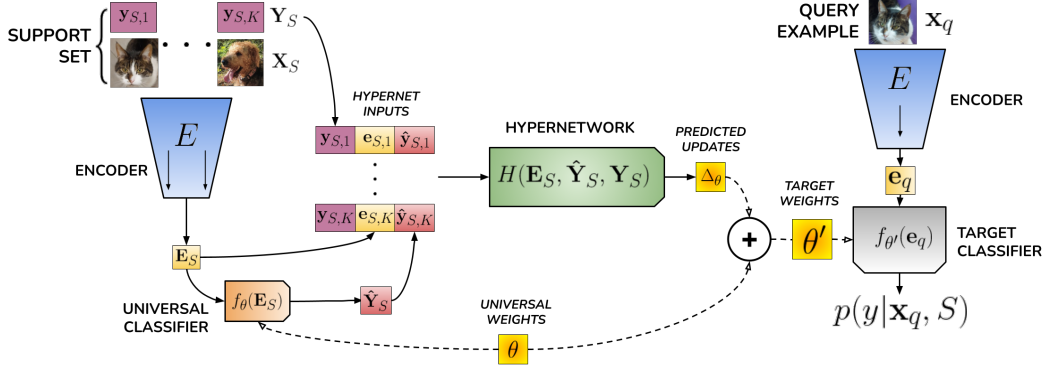 SUPPORT
SET
y_{S,1}
y_{S,K}
Y_S
X_S
E
ENCODER
E_S
UNIVERSAL
CLASSIFIER
f_θ(E_S)
Ŷ_S
HYPERNET
INPUTS
y_{S,1} e_{S,1} ŷ_{S,1}
y_{S,K} e_{S,K} ŷ_{S,K}
HYPERNETWORK
H(E_S, Ŷ_S, Y_S)
PREDICTED
UPDATES
Δ_θ
UNIVERSAL
WEIGHTS
θ
+
TARGET
WEIGHTS
θ′
QUERY
EXAMPLE
x_q
E
ENCODER
e_q
f_{θ′}(e_q)
TARGET
CLASSIFIER
p(y|x_q, S)